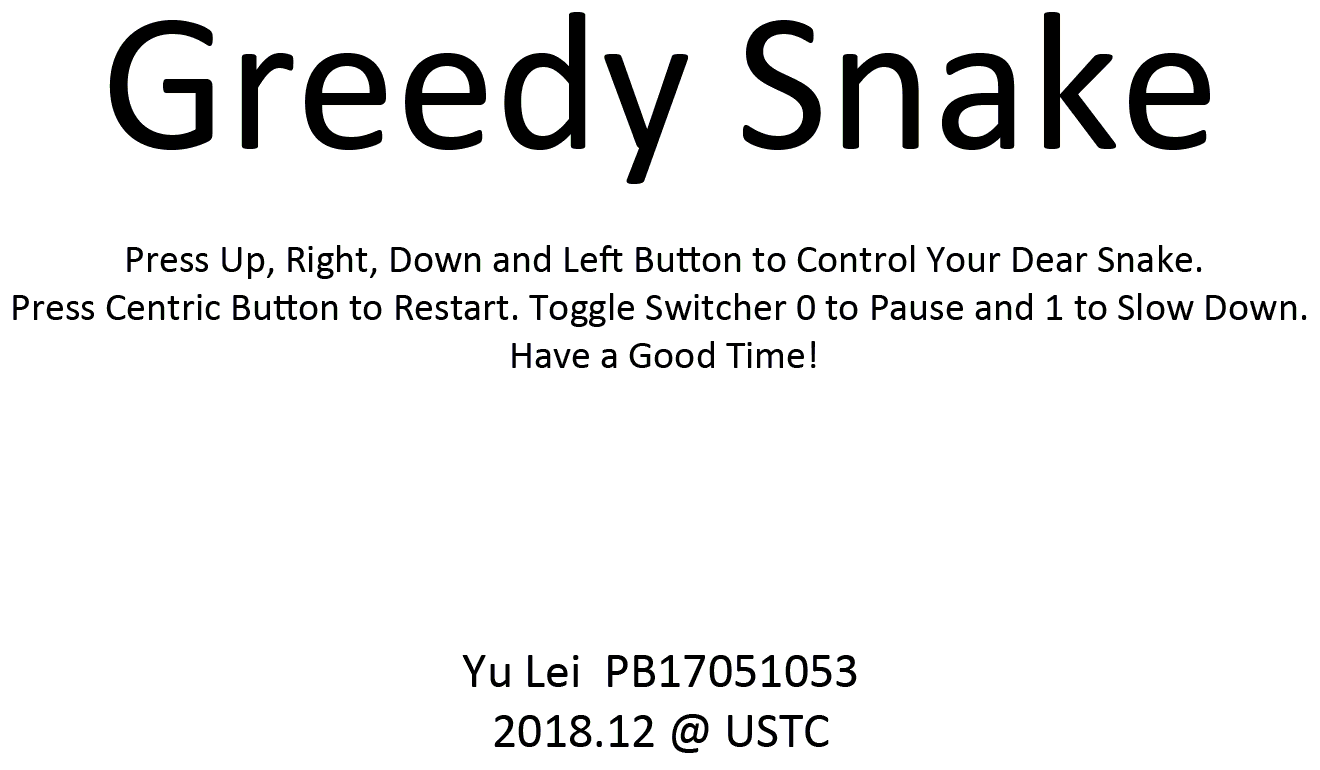 Greedy Snake
Press Up, Right, Down and Left Button to Control Your Dear Snake.
Press Centric Button to Restart. Toggle Switcher 0 to Pause and 1 to Slow Down.
Have a Good Time!
Yu Lei  PB17051053
2018.12 @ USTC